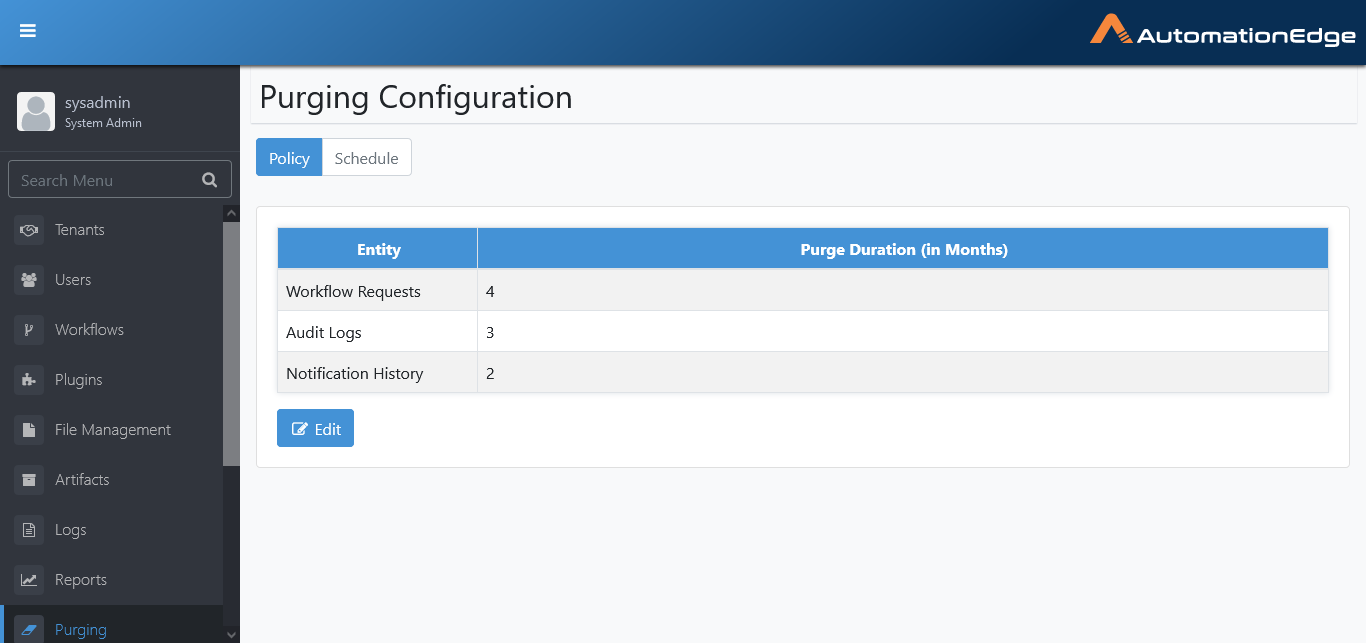 AutomationEdge
sysadmin
System Admin
Search Menu
Tenants
Users
Workflows
Plugins
File Management
Artifacts
Logs
Reports
Purging
Purging Configuration
Policy Schedule
Entity Purge Duration (in Months)
Workflow Requests 4
Audit Logs 3
Notification History 2
Edit